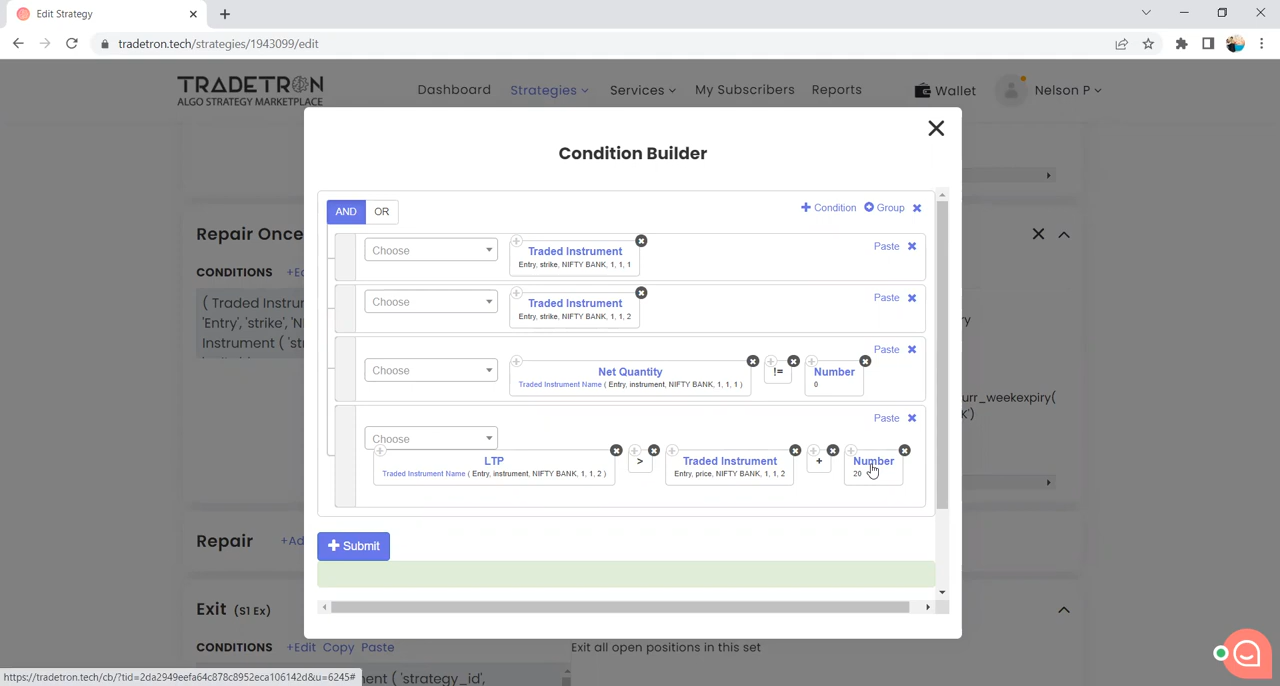 Edit Strategy
tradetron.tech/strategies/1943099/edit
TRADETRON
ALGO STRATEGY MARKETPLACE
Dashboard Strategies Services My Subscribers Reports Wallet Nelson P
Condition Builder
AND OR + Condition Group
Choose Traded Instrument Paste
Entry, strike, NIFTY BANK, 1, 1, 1
Choose Traded Instrument Paste
Entry, strike, NIFTY BANK, 1, 1, 2
Paste
Choose Net Quantity != Number
Traded Instrument Name ( Entry, instrument, NIFTY BANK, 1, 1, 1 ) 0
Paste
Choose
LTP > Traded Instrument + Number
Traded Instrument Name ( Entry, instrument, NIFTY BANK, 1, 1, 2 ) Entry, price, NIFTY BANK, 1, 1, 2 20
+ Submit
Repair Once
CONDITIONS
( Traded Instrur
'Entry', 'strike', 'N
Instrument ( 'st
urr_weekexpiry(
Repair +Ad
Exit (S1 Ex)
CONDITIONS +Edit Copy Paste Exit all open positions in this set
ent ( 'strategy_id',
https://tradetron.tech/cb/?tid=2da2949eefa64c878c8952eca106142d&u=6245#